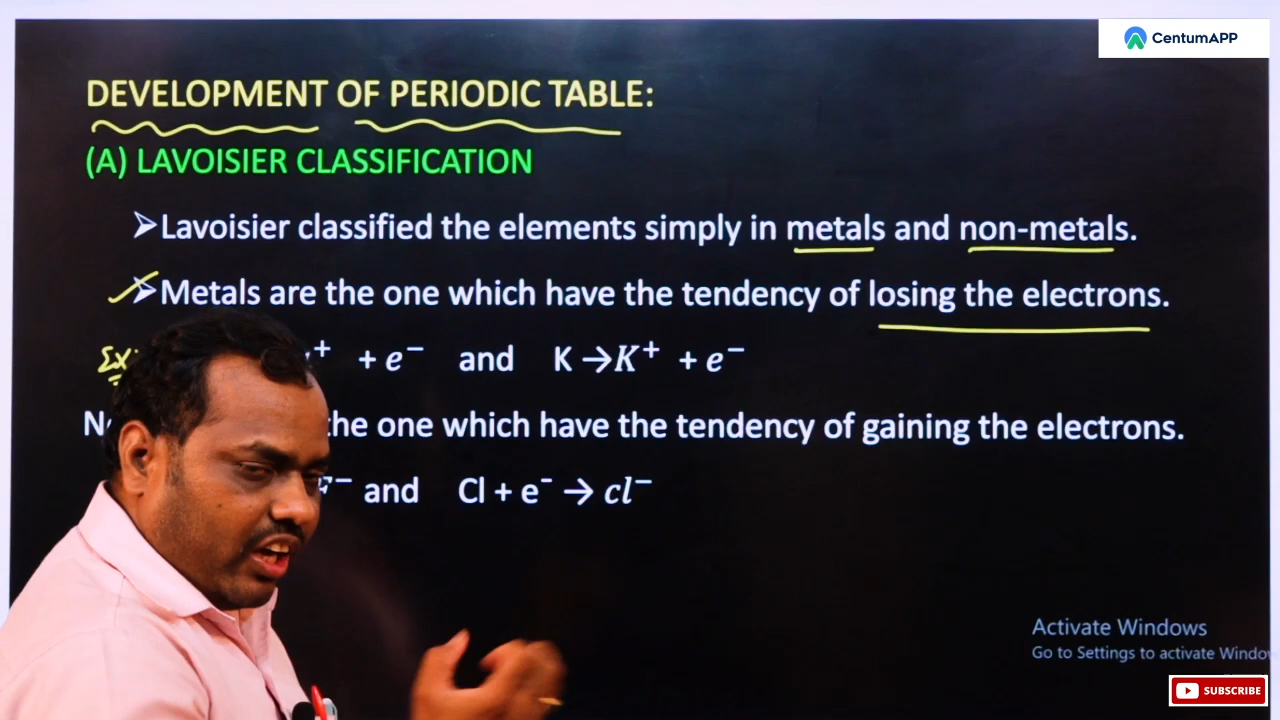 CentumAPP
DEVELOPMENT OF PERIODIC TABLE:
(A) LAVOISIER CLASSIFICATION
➢Lavoisier classified the elements simply in metals and non-metals.
➢Metals are the one which have the tendency of losing the electrons.
Ex: + + e⁻ and K →K⁺ + e⁻
the one which have the tendency of gaining the electrons.
F⁻ and Cl + e⁻ → cl⁻
Activate Windows
Go to Settings to activate
SUBSCRIBE